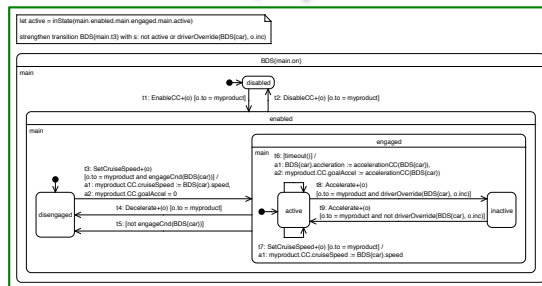 let active = inState(main.enabled.main.engaged.main.active)
strengthen transition BDS{main.t3} with s: not active or driverOverride(BDS{car}, o.inc)
BDS{main.on}
main
disabled
t1: EnableCC+(o) [o.to = myproduct]
t2: DisableCC+(o) [o.to = myproduct]
enabled
main
engaged
main
t6: [timeout()] /
a1: BDS{car}.accleration := accelerationCC(BDS{car}),
a2: myproduct.CC.goalAccel := accelerationCC(BDS{car})
t3: SetCruiseSpeed+(o)
[o.to = myproduct and engageCnd(BDS{car})] /
a1: myproduct.CC.cruiseSpeed := BDS{car}.speed,
a2: myproduct.CC.goalAccel = 0
t8: Accelerate+(o)
[o.to = myproduct and driverOverride(BDS{car}, o.inc)]
disengaged
t4: Decelerate+(o) [o.to = myproduct]
active
t9: Accelerate+(o)
[o.to = myproduct and not driverOverride(BDS{car}, o.inc)]
inactive
t5: [not engageCnd(BDS{car})]
t7: SetCruiseSpeed+(o) [o.to = myproduct] /
a1: myproduct.CC.cruiseSpeed := BDS{car}.speed